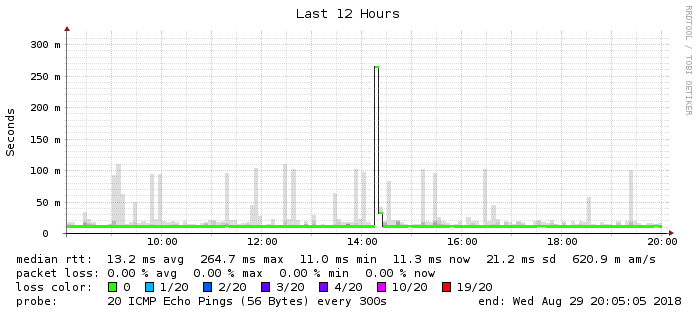 Last 12 Hours
RRDTOOL / TOBI OETIKER
Seconds
300 m
250 m
200 m
150 m
100 m
50 m
0
10:00 12:00 14:00 16:00 18:00 20:00
median rtt: 13.2 ms avg 264.7 ms max 11.0 ms min 11.3 ms now 21.2 ms sd 620.9 m am/s
packet loss: 0.00 % avg 0.00 % max 0.00 % min 0.00 % now
loss color: 0 1/20 2/20 3/20 4/20 10/20 19/20
probe: 20 ICMP Echo Pings (56 Bytes) every 300s end: Wed Aug 29 20:05:05 2018